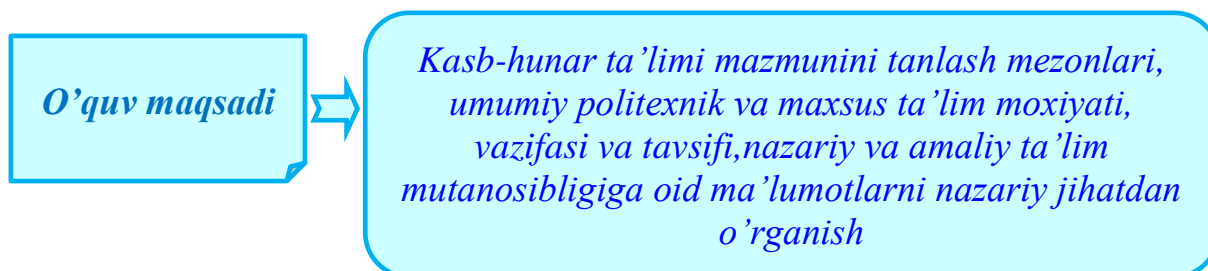 O’quv maqsadi
Kasb-hunar ta’limi mazmunini tanlash mezonlari,
umumiy politexnik va maxsus ta’lim moxiyati,
vazifasi va tavsifi,nazariy va amaliy ta’lim
mutanosibligiga oid ma’lumotlarni nazariy jihatdan
o’rganish